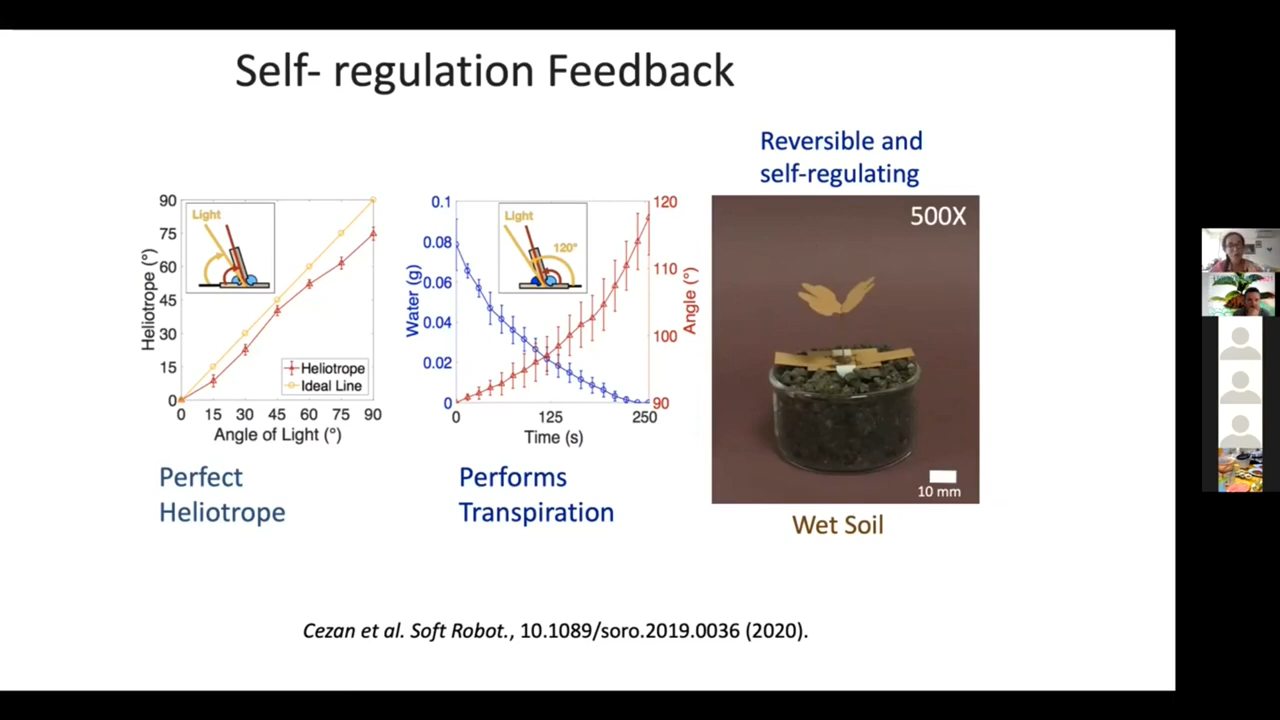 Self- regulation Feedback
Reversible and
self-regulating
90
75
60
45
30
15
0
Heliotrope (°)
Light
Heliotrope
Ideal Line
0 15 30 45 60 75 90
Angle of Light (°)
Perfect
Heliotrope
0.1
0.08
0.06
0.04
0.02
0
Water (g)
Light
120°
120
110
100
90
Angle (°)
0 125 250
Time (s)
Performs
Transpiration
500X
10 mm
Wet Soil
Cezan et al. Soft Robot., 10.1089/soro.2019.0036 (2020).